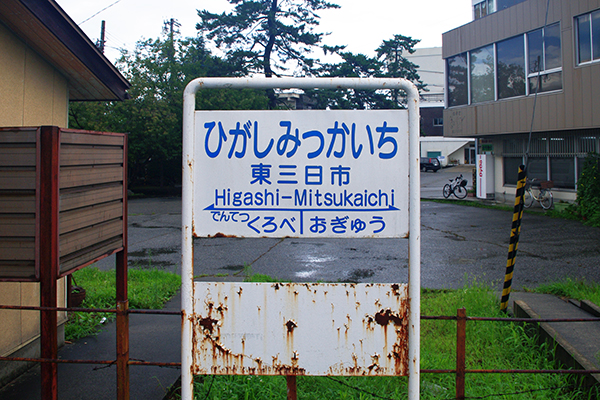 ひがしみつかいち
東三日市
Higashi-Mitsukaichi
でんてつくろべ おぎゅう